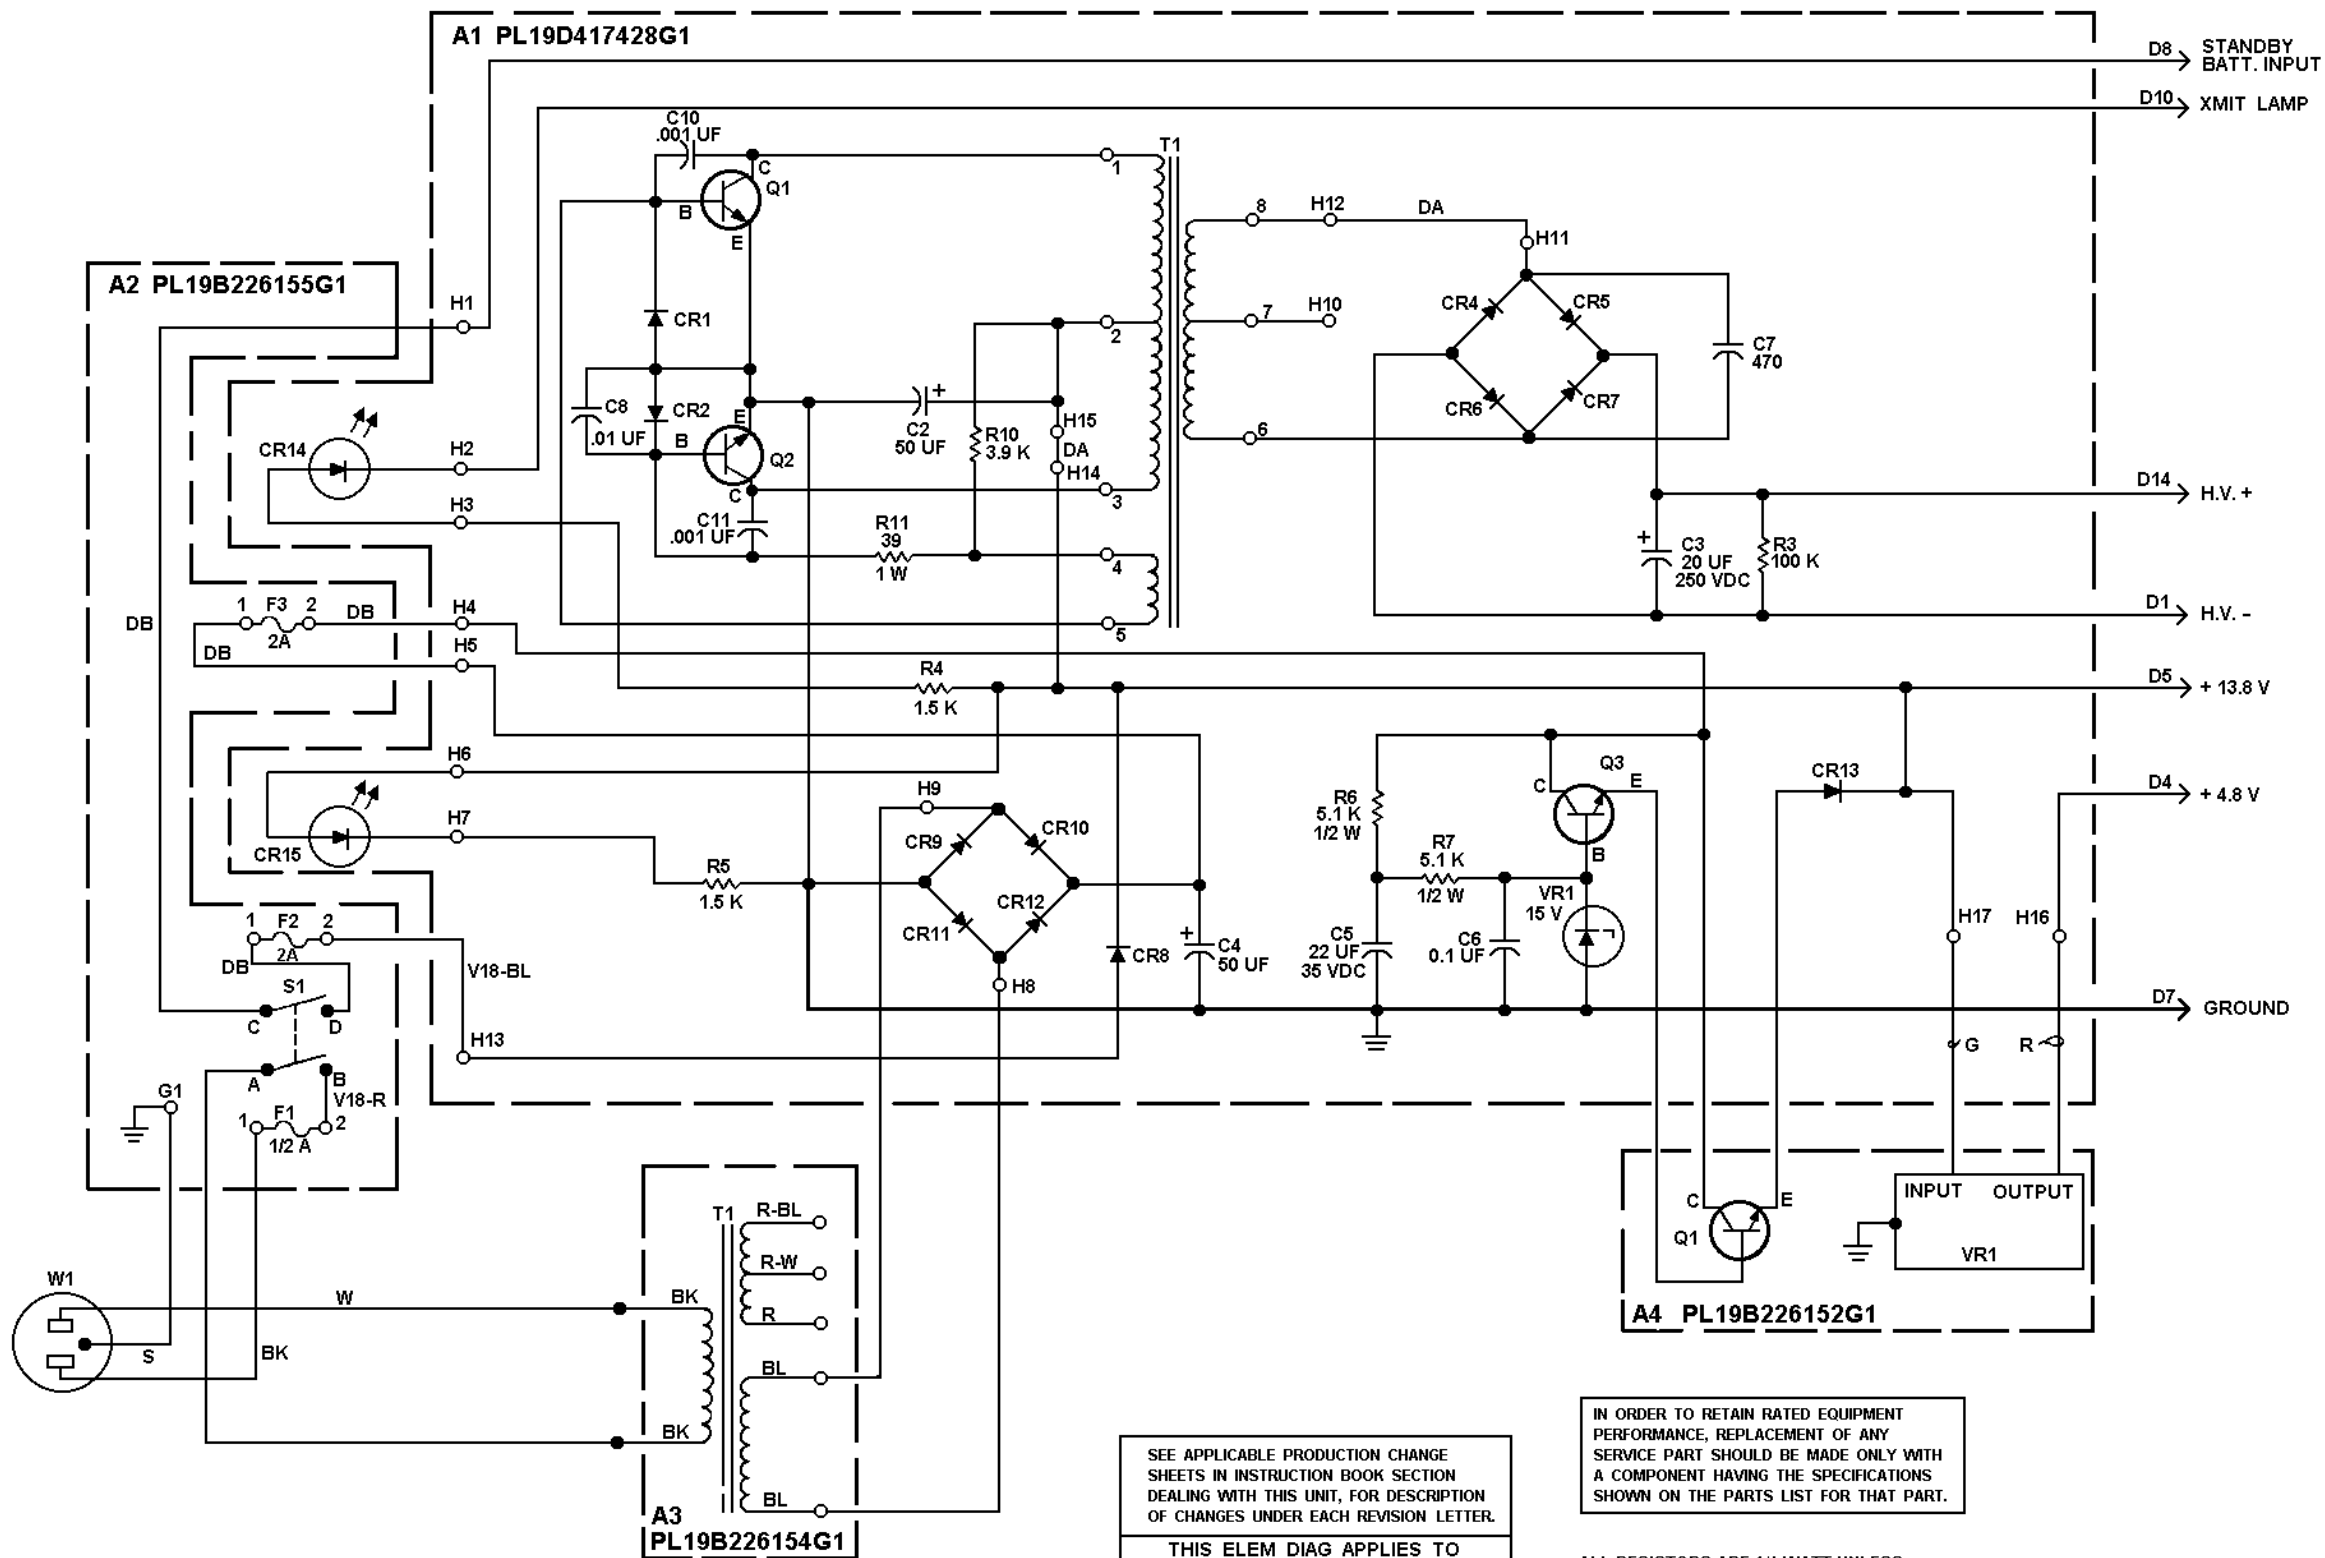 A1 PL19D417428G1
D8
STANDBY
BATT. INPUT
D10
XMIT LAMP
C10
.001 UF
T1
1
C
Q1
B
E
8
H12
DA
H11
A2 PL19B226155G1
H1
CR1
2
7
H10
CR4
CR5
C7
470
C8
.01 UF
CR2
E
B
Q2
C
C2
50 UF
+
R10
3.9 K
H15
DA
H14
6
CR6
CR7
CR14
H2
H3
3
C11
.001 UF
R11
39
1 W
4
5
D14
H.V. +
+
C3
20 UF
250 VDC
R3
100 K
D1
H.V. -
DB
1
F3
2
2A
DB
DB
H4
H5
R4
1.5 K
D5
+ 13.8 V
H6
H7
CR15
H9
CR9
CR10
CR11
CR12
H8
R5
1.5 K
Q3
C
E
B
R6
5.1 K
1/2 W
R7
5.1 K
1/2 W
VR1
15 V
CR13
D4
+ 4.8 V
1
F2
2
2A
DB
V18-BL
S1
C
D
H13
CR8
+
C4
50 UF
C5
22 UF
35 VDC
C6
0.1 UF
H17
H16
D7
GROUND
G
R
A
B
V18-R
G1
1
F1
2
1/2 A
T1
R-BL
R-W
R
BL
BL
BK
BK
A3
PL19B226154G1
W1
W
S
BK
C
E
Q1
INPUT
OUTPUT
VR1
A4 PL19B226152G1
SEE APPLICABLE PRODUCTION CHANGE
SHEETS IN INSTRUCTION BOOK SECTION
DEALING WITH THIS UNIT, FOR DESCRIPTION
OF CHANGES UNDER EACH REVISION LETTER.
THIS ELEM DIAG APPLIES TO
IN ORDER TO RETAIN RATED EQUIPMENT
PERFORMANCE, REPLACEMENT OF ANY
SERVICE PART SHOULD BE MADE ONLY WITH
A COMPONENT HAVING THE SPECIFICATIONS
SHOWN ON THE PARTS LIST FOR THAT PART.